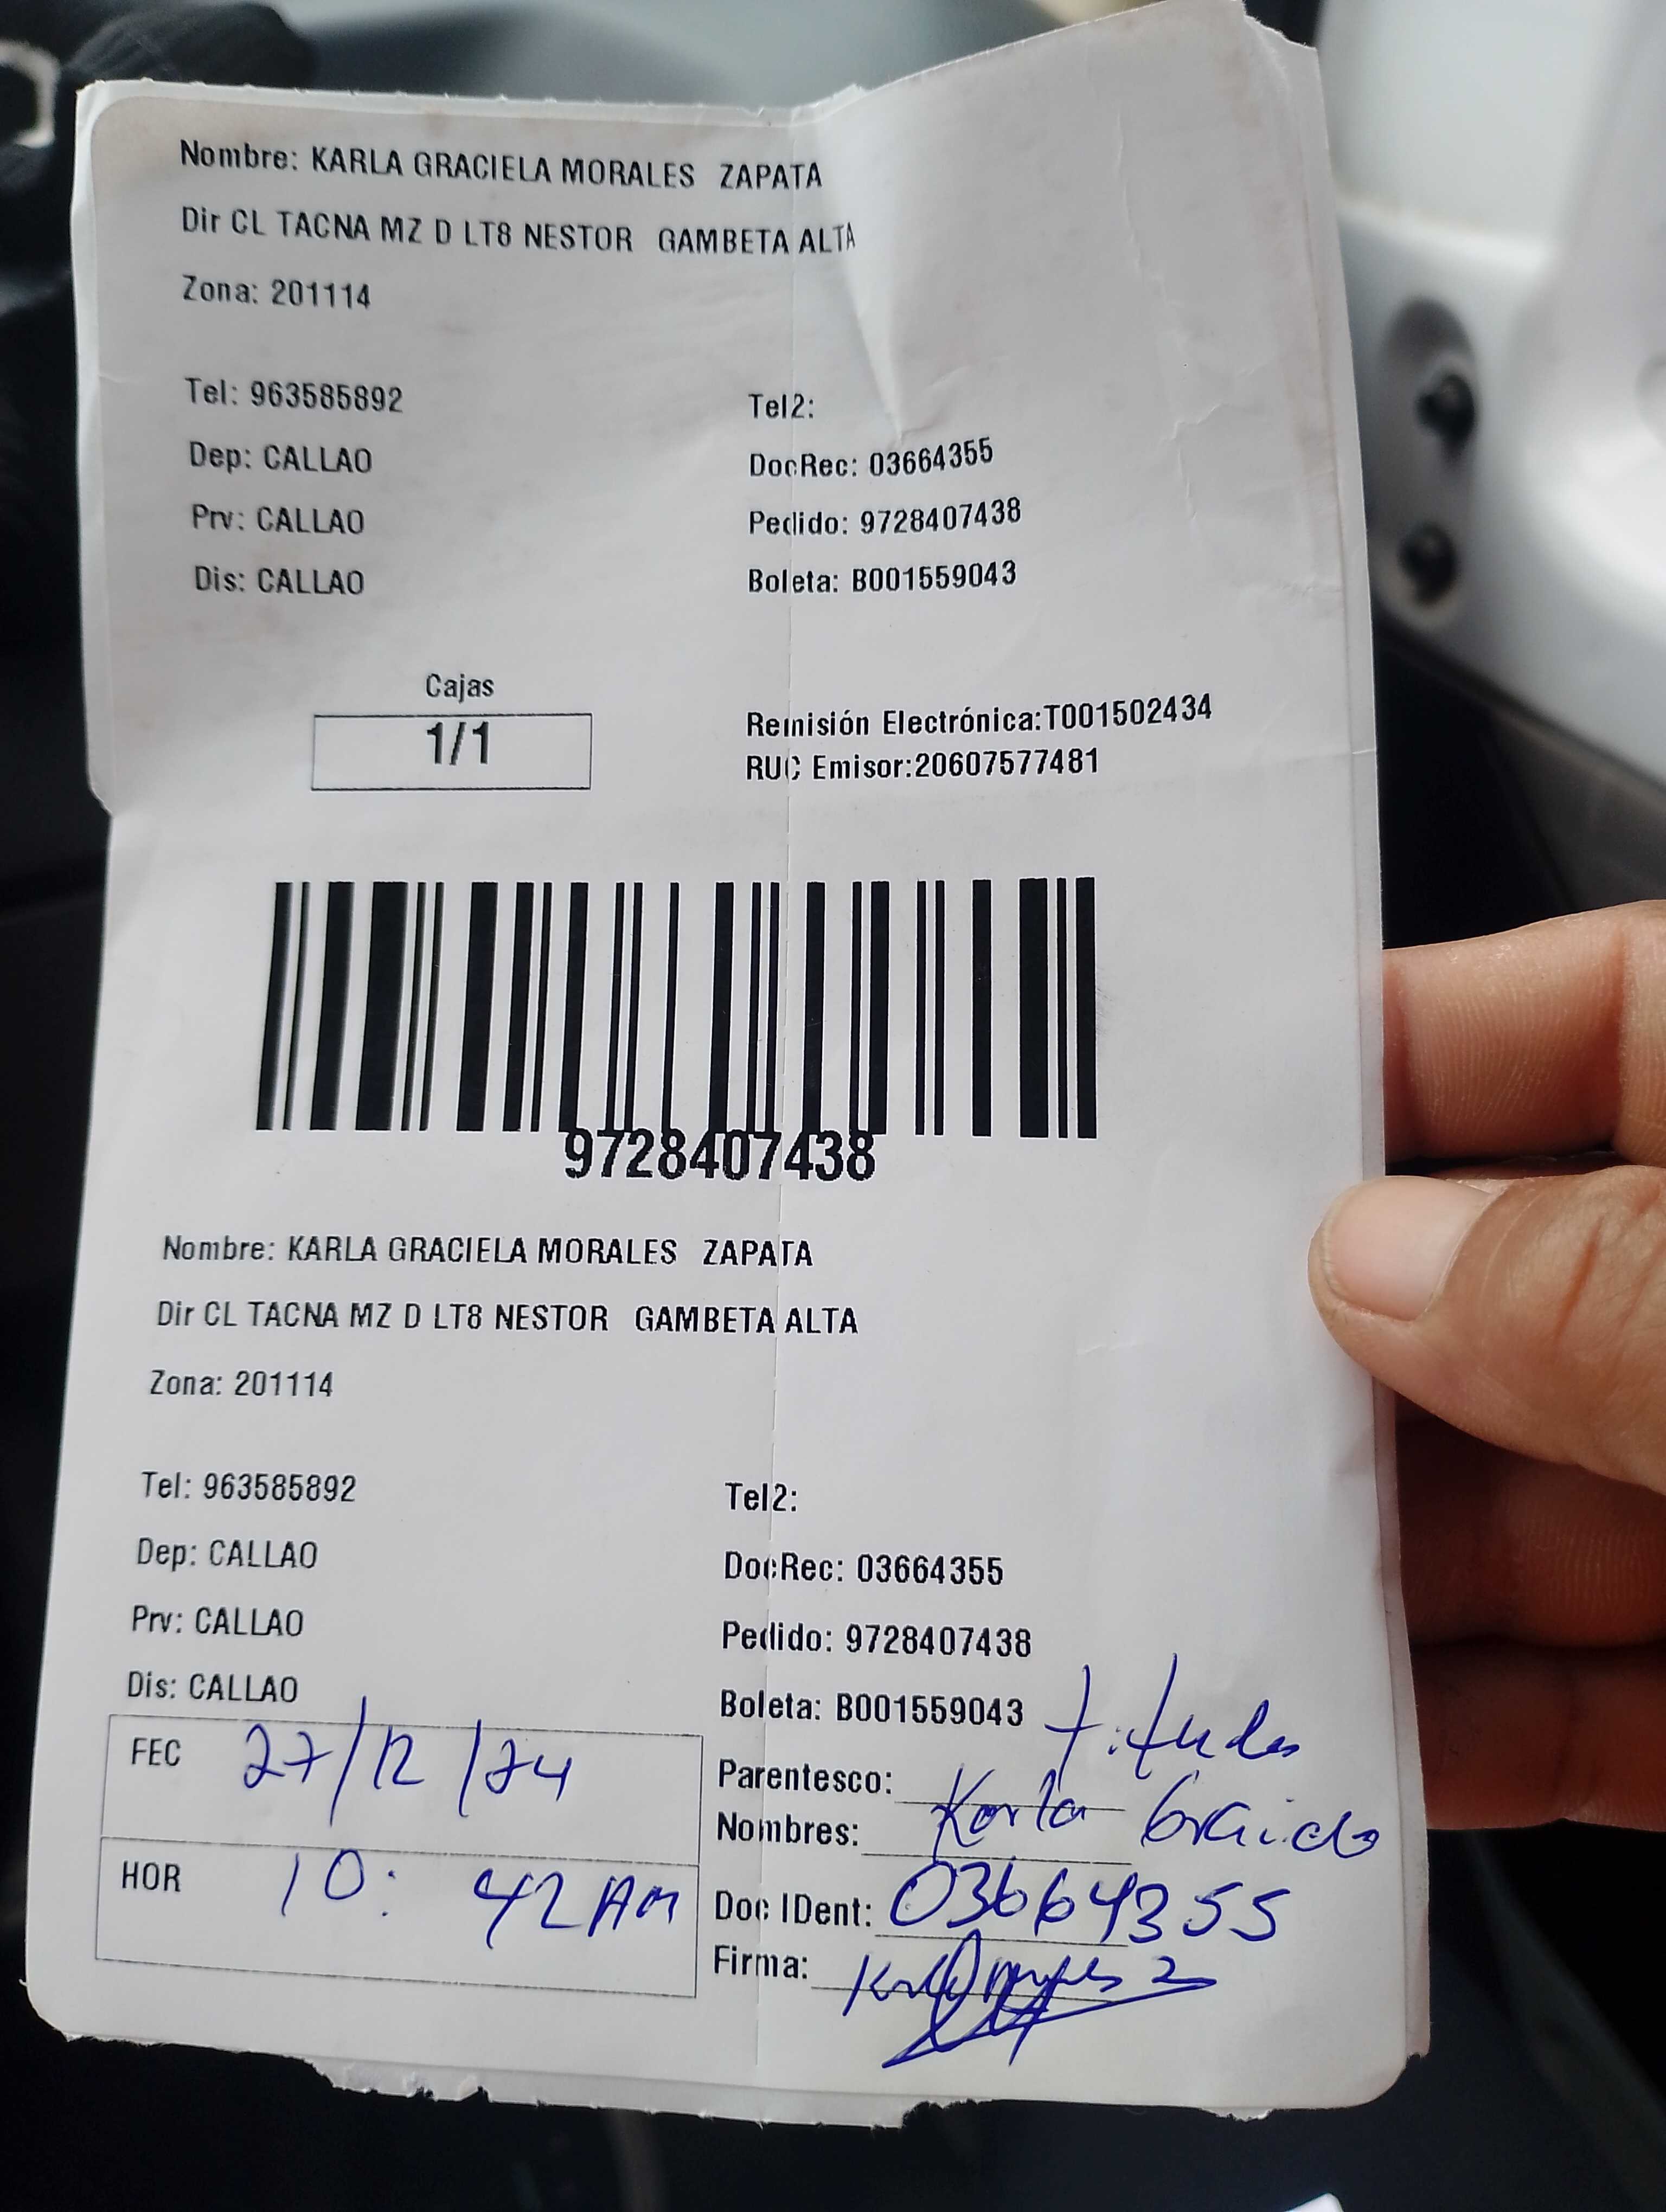 Nombre: KARLA GRACIELA MORALES ZAPATA
Dir CL TACNA MZ D LT8 NESTOR GAMBETA ALTA
Zona: 201114
Tel: 963585892 Tel2:
Dep: CALLAO DocRec: 03664355
Prv: CALLAO Pedido: 9728407438
Dis: CALLAO Boleta: B001559043
Cajas
1/1
Remisión Electrónica:T001502434
RUC Emisor:20607577481
9728407438
Nombre: KARLA GRACIELA MORALES ZAPATA
Dir CL TACNA MZ D LT8 NESTOR GAMBETA ALTA
Zona: 201114
Tel: 963585892 Tel2:
Dep: CALLAO DocRec: 03664355
Prv: CALLAO Pedido: 9728407438
Dis: CALLAO Boleta: B001559043
FEC 27/12/24
Parentesco:
Nombres: Karla
HOR 10: 42 AM
Doc IDent: 03664355
Firma: